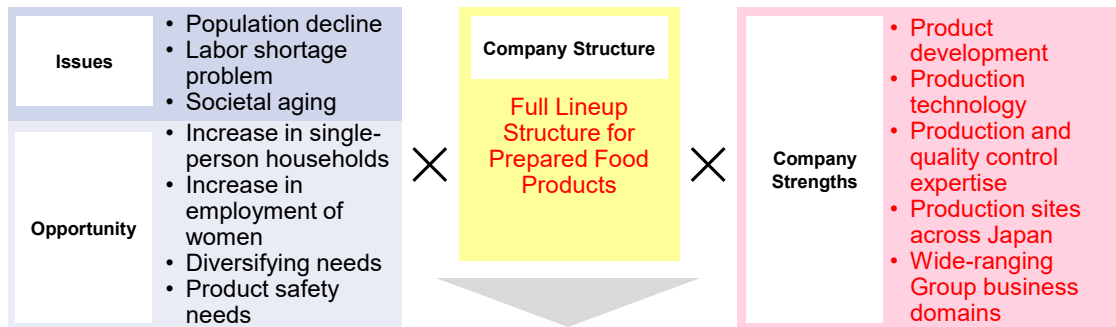 Issues
• Population decline
• Labor shortage
problem
• Societal aging
Opportunity
• Increase in single-
person households
• Increase in
employment of
women
• Diversifying needs
• Product safety
needs
Company Structure
Full Lineup
Structure for
Prepared Food
Products
Company
Strengths
• Product
development
• Production
technology
• Production and
quality control
expertise
• Production sites
across Japan
• Wide-ranging
Group business
domains